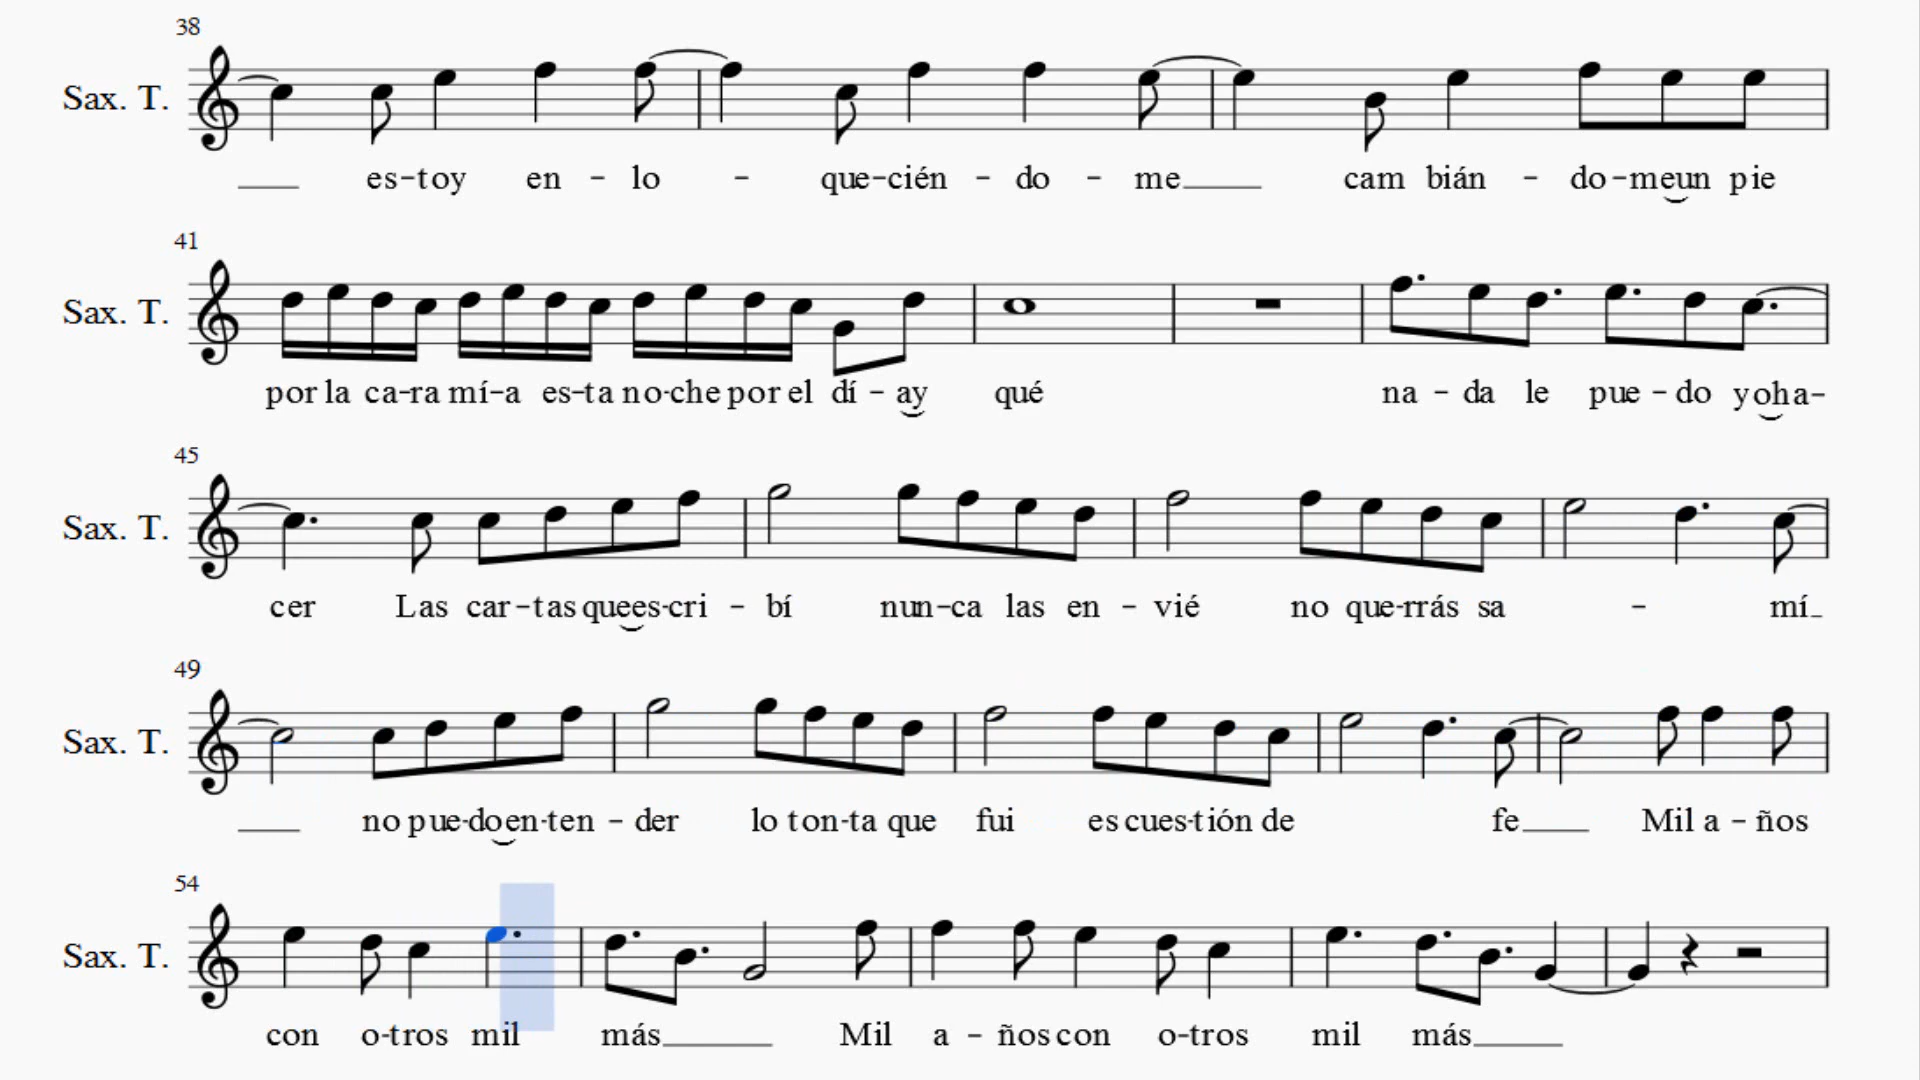 38
Sax. T.
es-toy en - lo - que-cién - do - me cam bián - do-meun pie
41
Sax. T.
por la ca-ra mí-a es-ta no-che por el dí - ay qué na - da le pue - do yoha-
45
Sax. T.
cer Las car-tas quees-cri - bí nun-ca las en - vié no que-rrás sa - mí
49
Sax. T.
no pue-doen-ten - der lo ton-ta que fui es cues-tión de fe Mil a - ños
54
Sax. T.
con o-tros mil más Mil a - ños con o-tros mil más